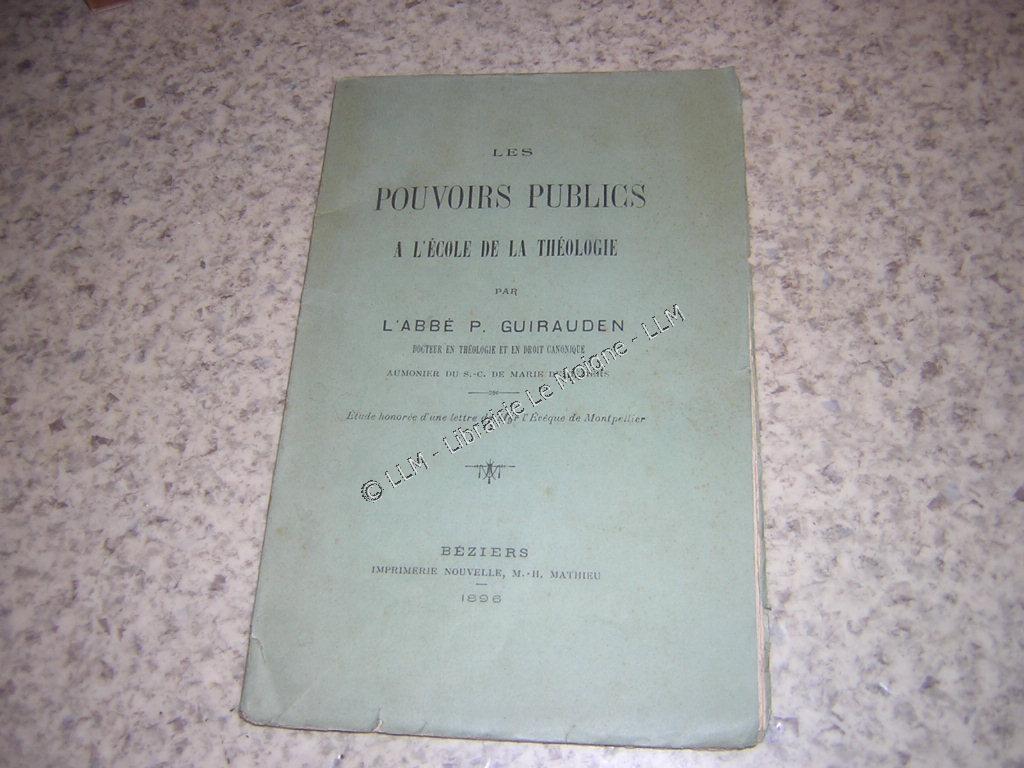 LES
POUVOIRS PUBLICS
A L'ÉCOLE DE LA THÉOLOGIE
PAR
L'ABBÉ P. GUIRAUDEN
DOCTEUR EN THÉOLOGIE ET EN DROIT CANONIQUE
AUMONIER DU S.-C. DE MARIE
Étude honorée d'une lettre l'Évêque de Montpellier
© LLM - Librairie Le Moigne - LLM
BÉZIERS
IMPRIMERIE NOUVELLE, M.-H. MATHIEU
1896